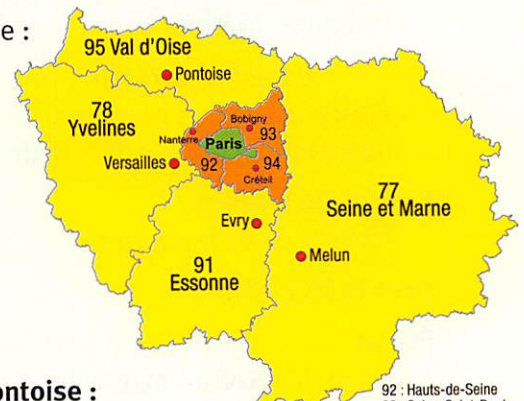 e :
95 Val d'Oise
Pontoise
78
Yvelines
Bobigny
Nanterre
93
Paris
Versailles
92
94
Créteil
77
Seine et Marne
Evry
91
Essonne
Melun
ontoise :
92 : Hauts-de-Seine